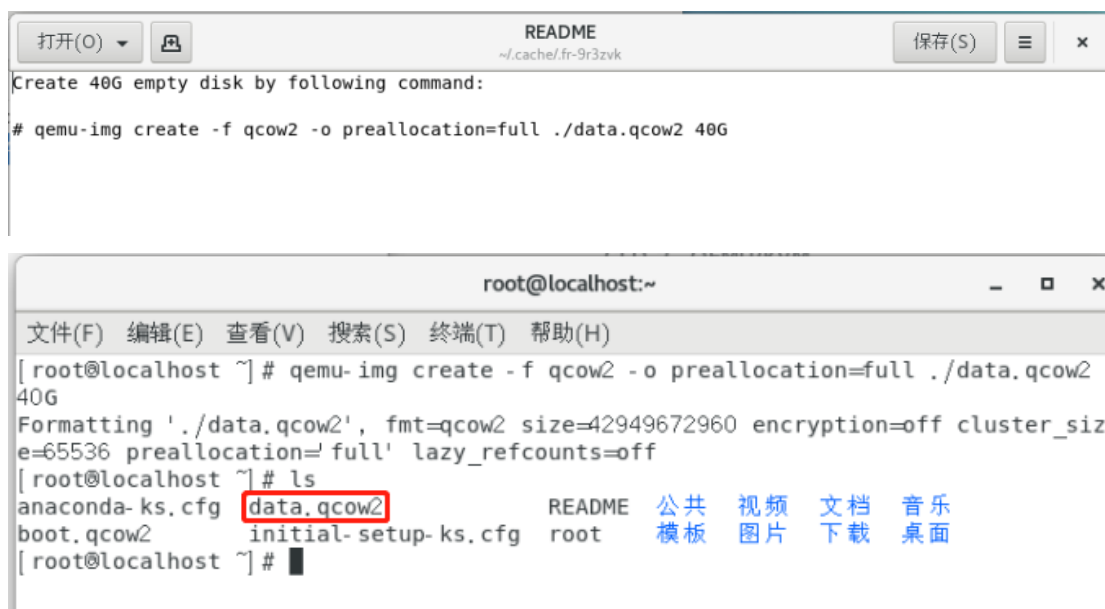 打开(O)
README
~/.cache/.fr-9r3zvk
保存(S)
Create 40G empty disk by following command:
# qemu-img create -f qcow2 -o preallocation=full ./data.qcow2 40G
root@localhost:~
文件(F) 编辑(E) 查看(V) 搜索(S) 终端(T) 帮助(H)
[root@localhost ~]# qemu-img create -f qcow2 -o preallocation=full ./data.qcow2
40G
Formatting './data.qcow2', fmt=qcow2 size=42949672960 encryption=off cluster_siz
e=65536 preallocation='full' lazy_refcounts=off
[root@localhost ~]# ls
anaconda-ks.cfg data.qcow2 README 公共 视频 文档 音乐
boot.qcow2 initial-setup-ks.cfg root 模板 图片 下载 桌面
[root@localhost ~]#